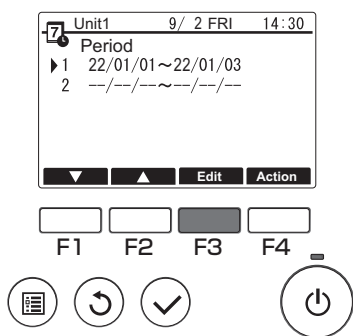 7 Unit1 9/ 2 FRI 14:30
Period
1 22/01/01~22/01/03
2 --/--/--~--/--/--
▼ ▲ Edit Action
F1 F2 F3 F4